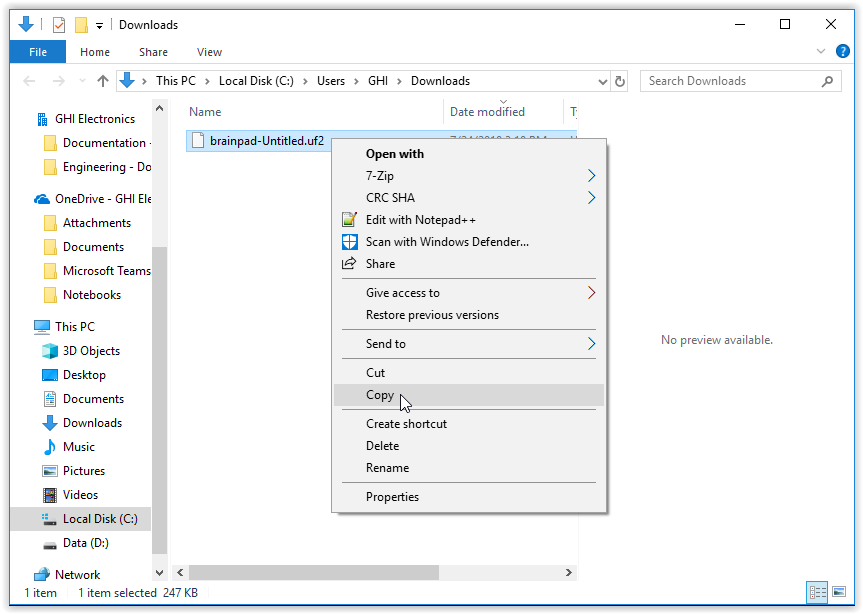 Downloads
File Home Share View
This PC Local Disk (C:) Users GHI Downloads
Search Downloads
GHI Electronics
Documentation
Engineering - Do
OneDrive - GHI Ele
Attachments
Documents
Microsoft Teams
Notebooks
This PC
3D Objects
Desktop
Documents
Downloads
Music
Pictures
Videos
Local Disk (C:)
Data (D:)
Network
Name Date modified
brainpad-Untitled.uf2
Open with
7-Zip
CRC SHA
Edit with Notepad++
Scan with Windows Defender...
Share
Give access to
Restore previous versions
Send to
Cut
Copy
Create shortcut
Delete
Rename
Properties
No preview available.
1 item 1 item selected 247 KB